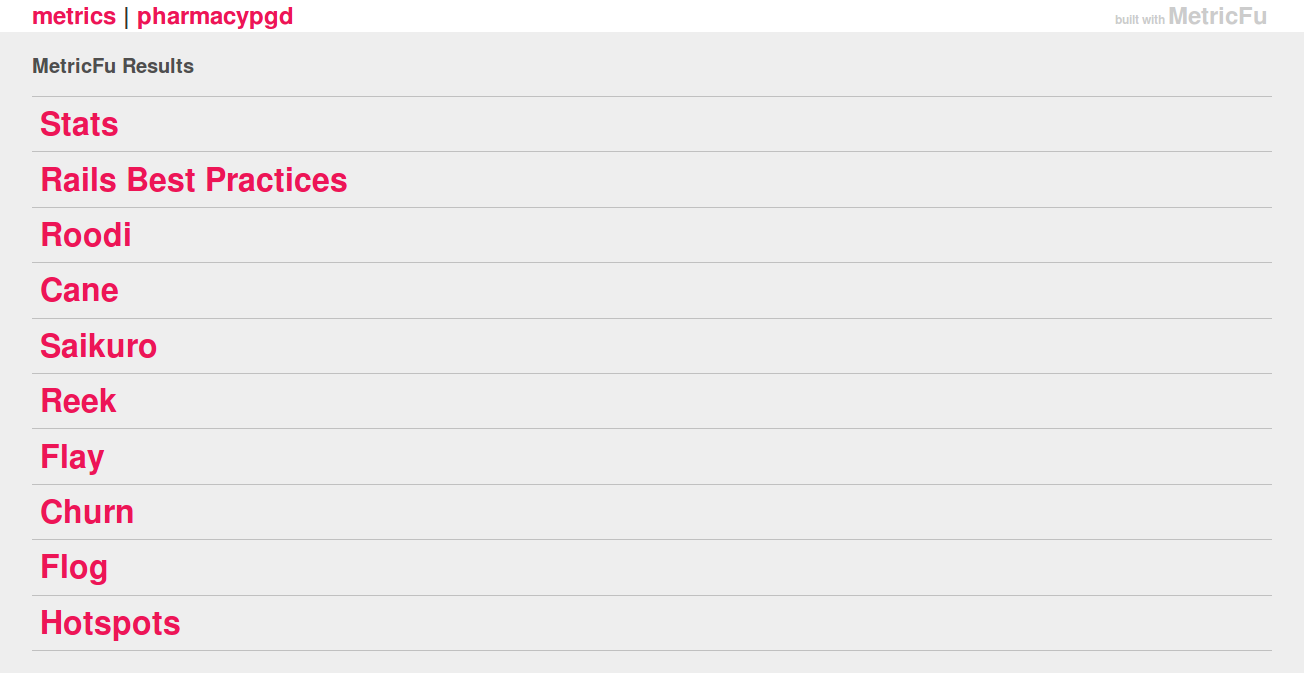 metrics | pharmacypgd
built with MetricFu
MetricFu Results
Stats
Rails Best Practices
Roodi
Cane
Saikuro
Reek
Flay
Churn
Flog
Hotspots